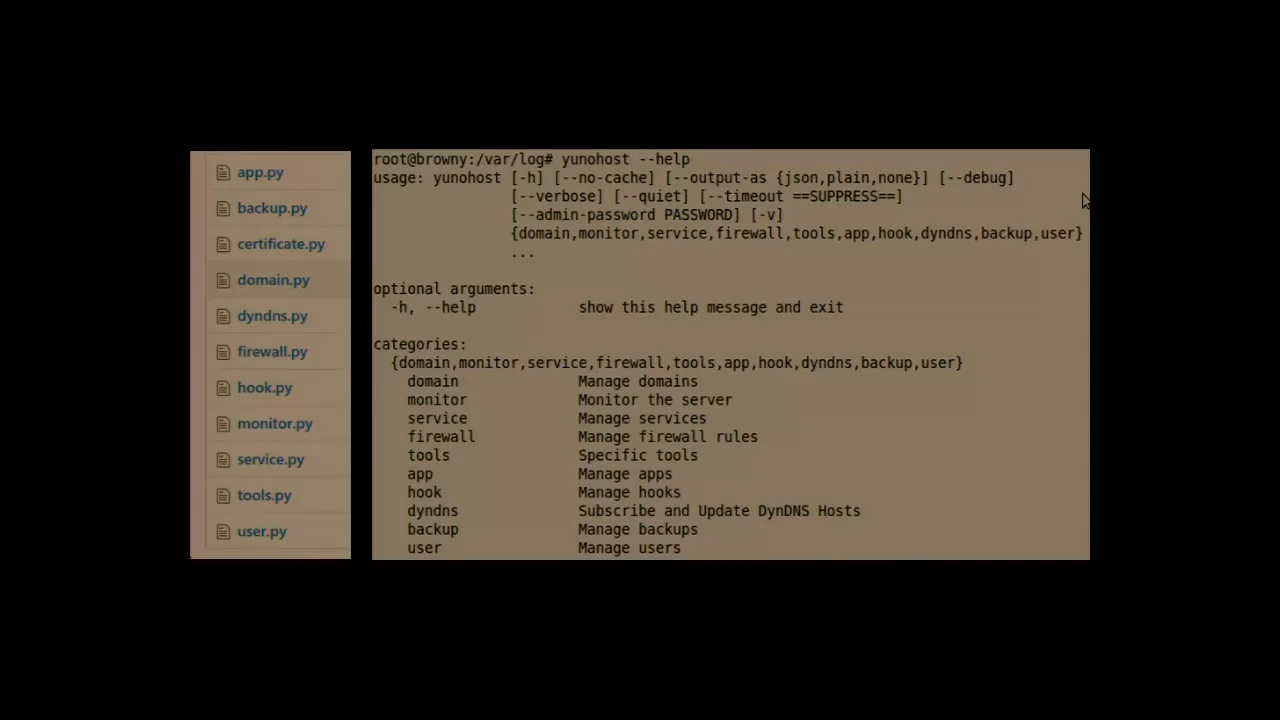 app.py
backup.py
certificate.py
domain.py
dyndns.py
firewall.py
hook.py
monitor.py
service.py
tools.py
user.py
root@browny:/var/log# yunohost --help
usage: yunohost [-h] [--no-cache] [--output-as {json,plain,none}] [--debug]
[--verbose] [--quiet] [--timeout ==SUPPRESS==]
[--admin-password PASSWORD] [-v]
{domain,monitor,service,firewall,tools,app,hook,dyndns,backup,user}
...
optional arguments:
-h, --help show this help message and exit
categories:
{domain,monitor,service,firewall,tools,app,hook,dyndns,backup,user}
domain Manage domains
monitor Monitor the server
service Manage services
firewall Manage firewall rules
tools Specific tools
app Manage apps
hook Manage hooks
dyndns Subscribe and Update DynDNS Hosts
backup Manage backups
user Manage users